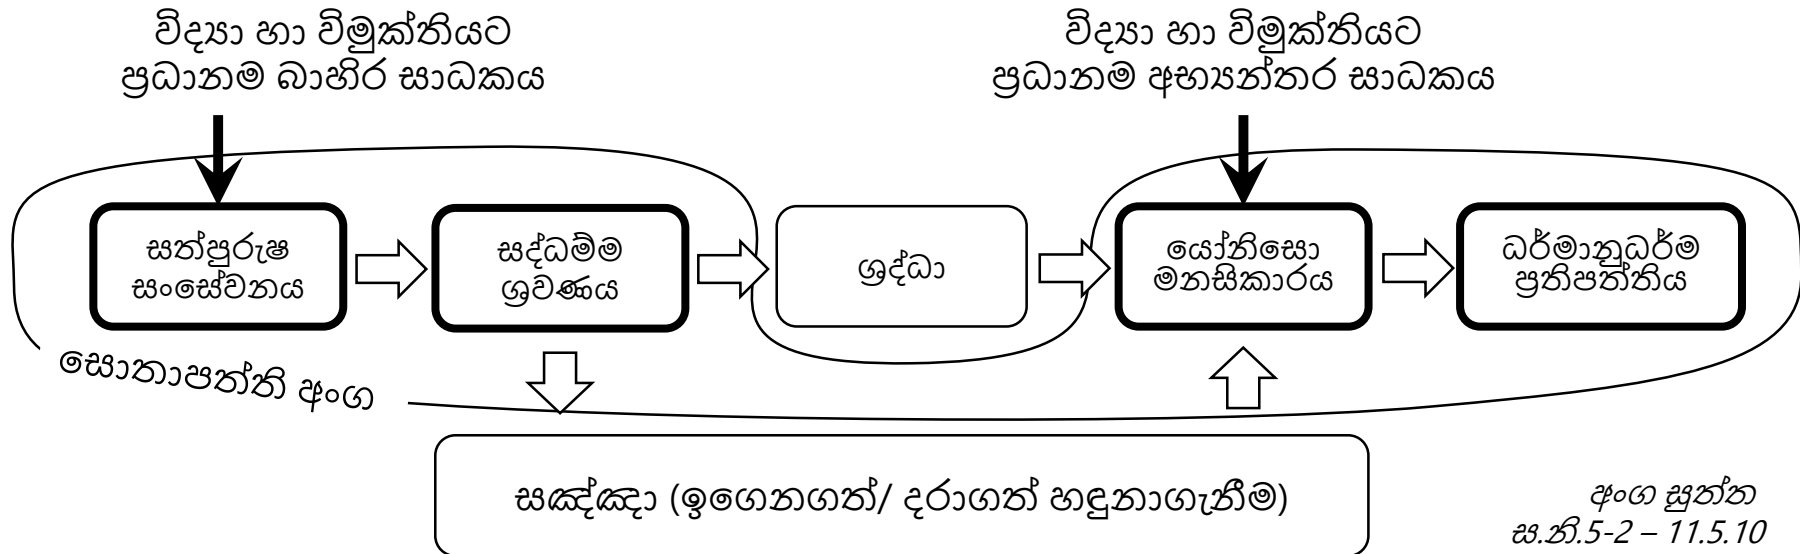 විද්‍යා හා විමුක්තියට
ප්‍රධානම බාහිර සාධකය
විද්‍යා හා විමුක්තියට
ප්‍රධානම අභ්‍යන්තර සාධකය
සත්පුරුෂ
සංසේවනය
සද්ධම්ම
ශ්‍රවණය
ශ්‍රද්ධා
යෝනිසො
මනසිකාරය
ධර්මානුධර්ම
ප්‍රතිපත්තිය
සොතාපත්ති අංග
සඤ්ඤා (ඉගෙනගත්/ දරාගත් හඳුනාගැනීම)
අංග සුත්ත
ස.නි.5-2 – 11.5.10